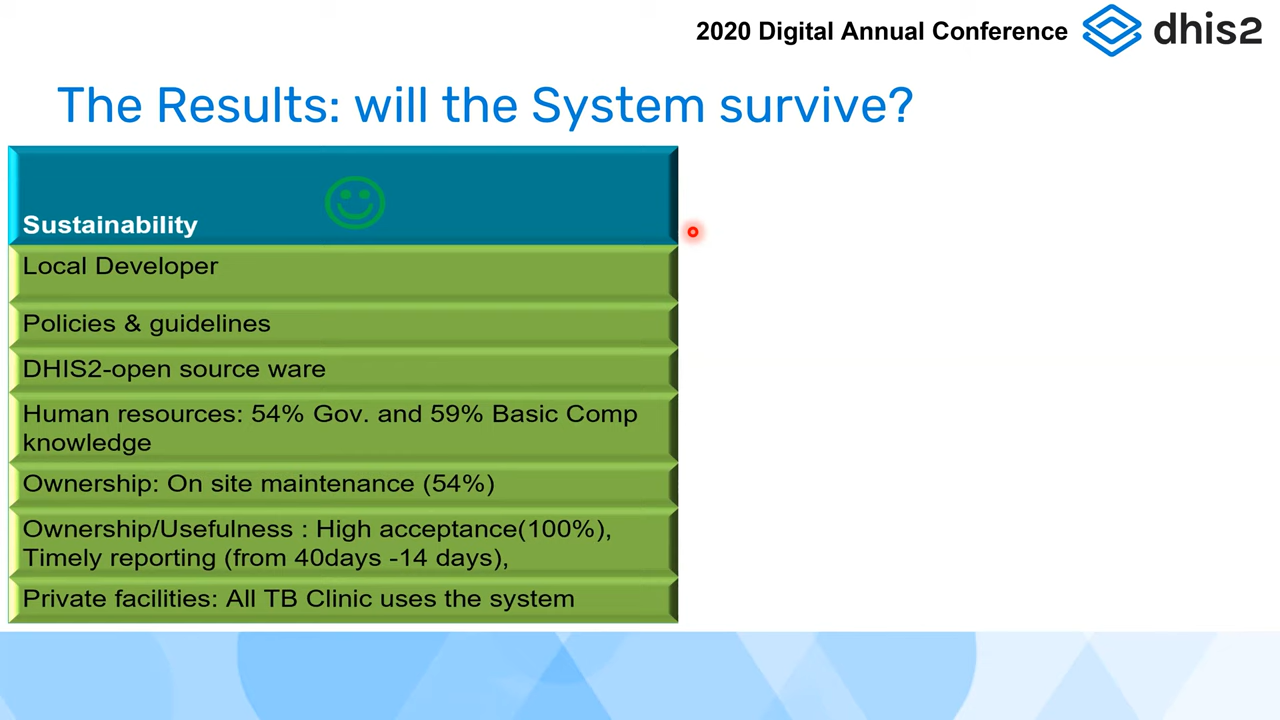 2020 Digital Annual Conference
dhis2
The Results: will the System survive?
Sustainability
Local Developer
Policies & guidelines
DHIS2-open source ware
Human resources: 54% Gov. and 59% Basic Comp
knowledge
Ownership: On site maintenance (54%)
Ownership/Usefulness : High acceptance(100%),
Timely reporting (from 40days -14 days),
Private facilities: All TB Clinic uses the system